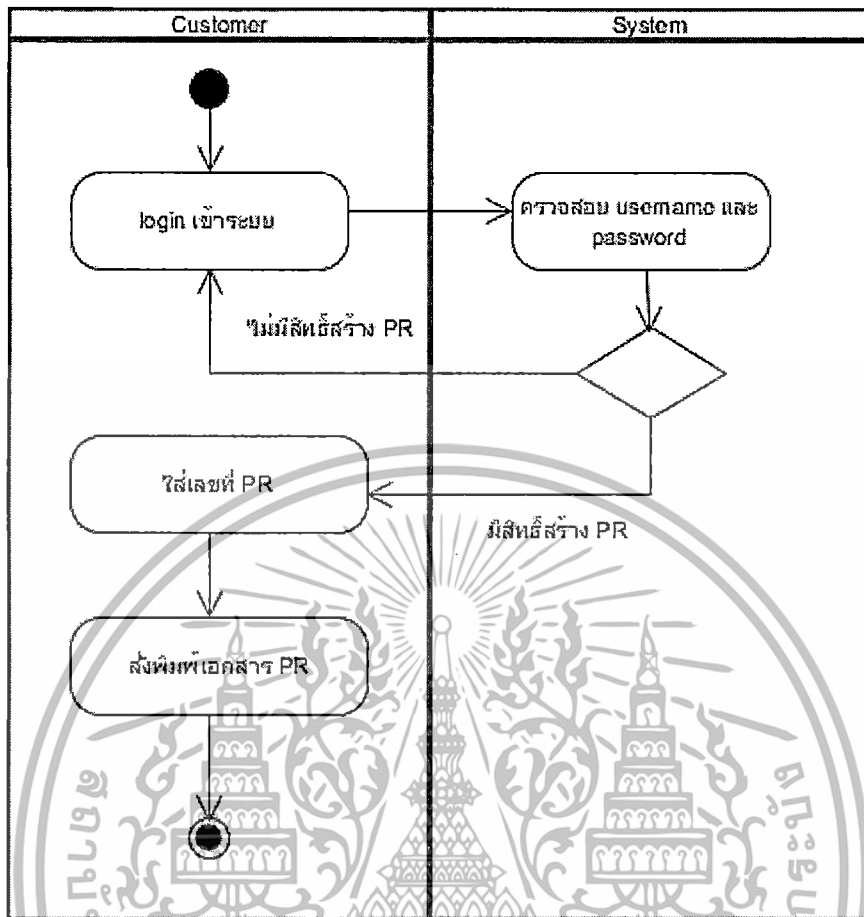 Customer
System
login เข้าระบบ
ตรวจสอบ username และ
password
ไม่มีสิทธิ์สร้าง PR
ใส่เลขที่ PR
มีสิทธิ์สร้าง PR
สั่งพิมพ์เอกสาร PR